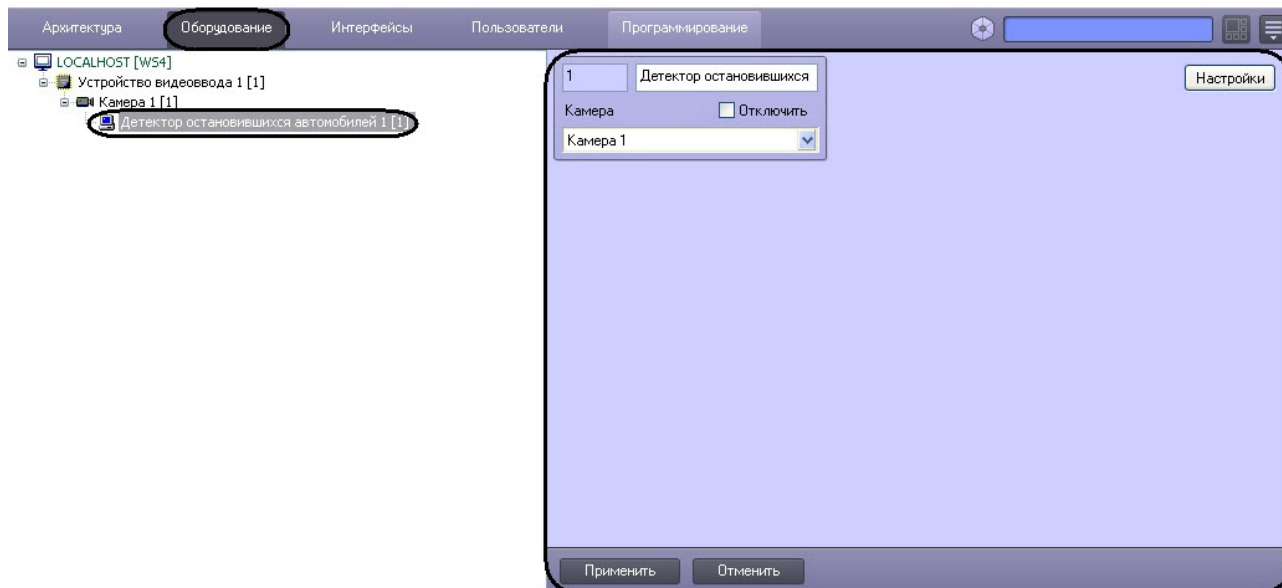 Архитектура Оборудование Интерфейсы Пользователи Программирование
LOCALHOST [WS4]
Устройство видеоввода 1 [1]
Камера 1 [1]
Детектор остановившихся автомобилей 1 [1]
1 Детектор остановившихся Настройки
Камера Отключить
Камера 1
Применить Отменить